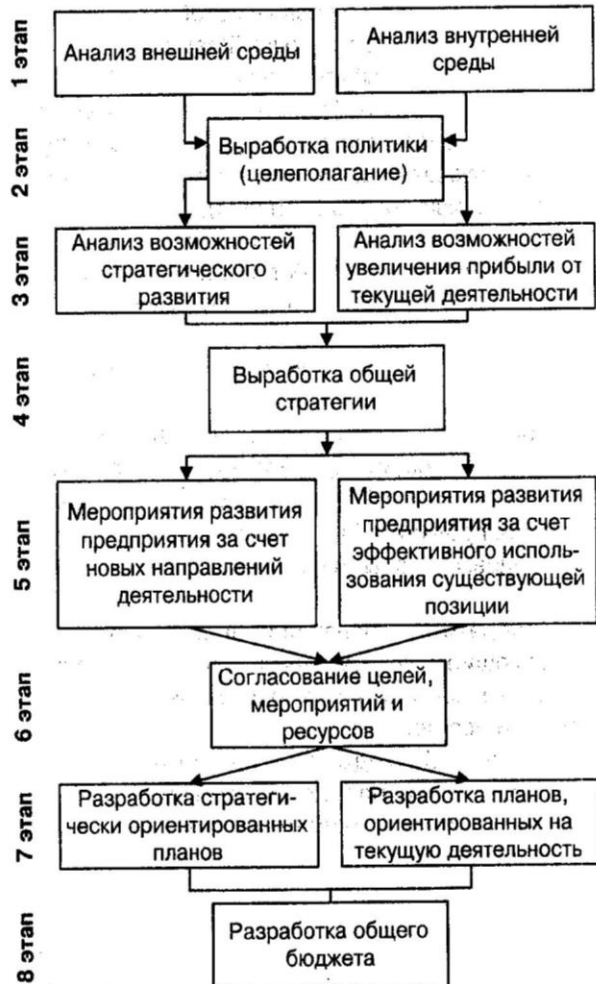 1 этап
Анализ внешней среды
Анализ внутренней
среды
2 этап
Выработка политики
(целеполагание)
3 этап
Анализ возможностей
стратегического
развития
Анализ возможностей
увеличения прибыли от
текущей деятельности
4 этап
Выработка общей
стратегии
5 этап
Мероприятия развития
предприятия за счет
новых направлений
деятельности
Мероприятия развития
предприятия за счет
эффективного исполь-
зования существующей
позиции
6 этап
Согласование целей,
мероприятий и
ресурсов
7 этап
Разработка стратеги-
чески ориентированных
планов
Разработка планов,
ориентированных на
текущую деятельность
8 этап
Разработка общего
бюджета